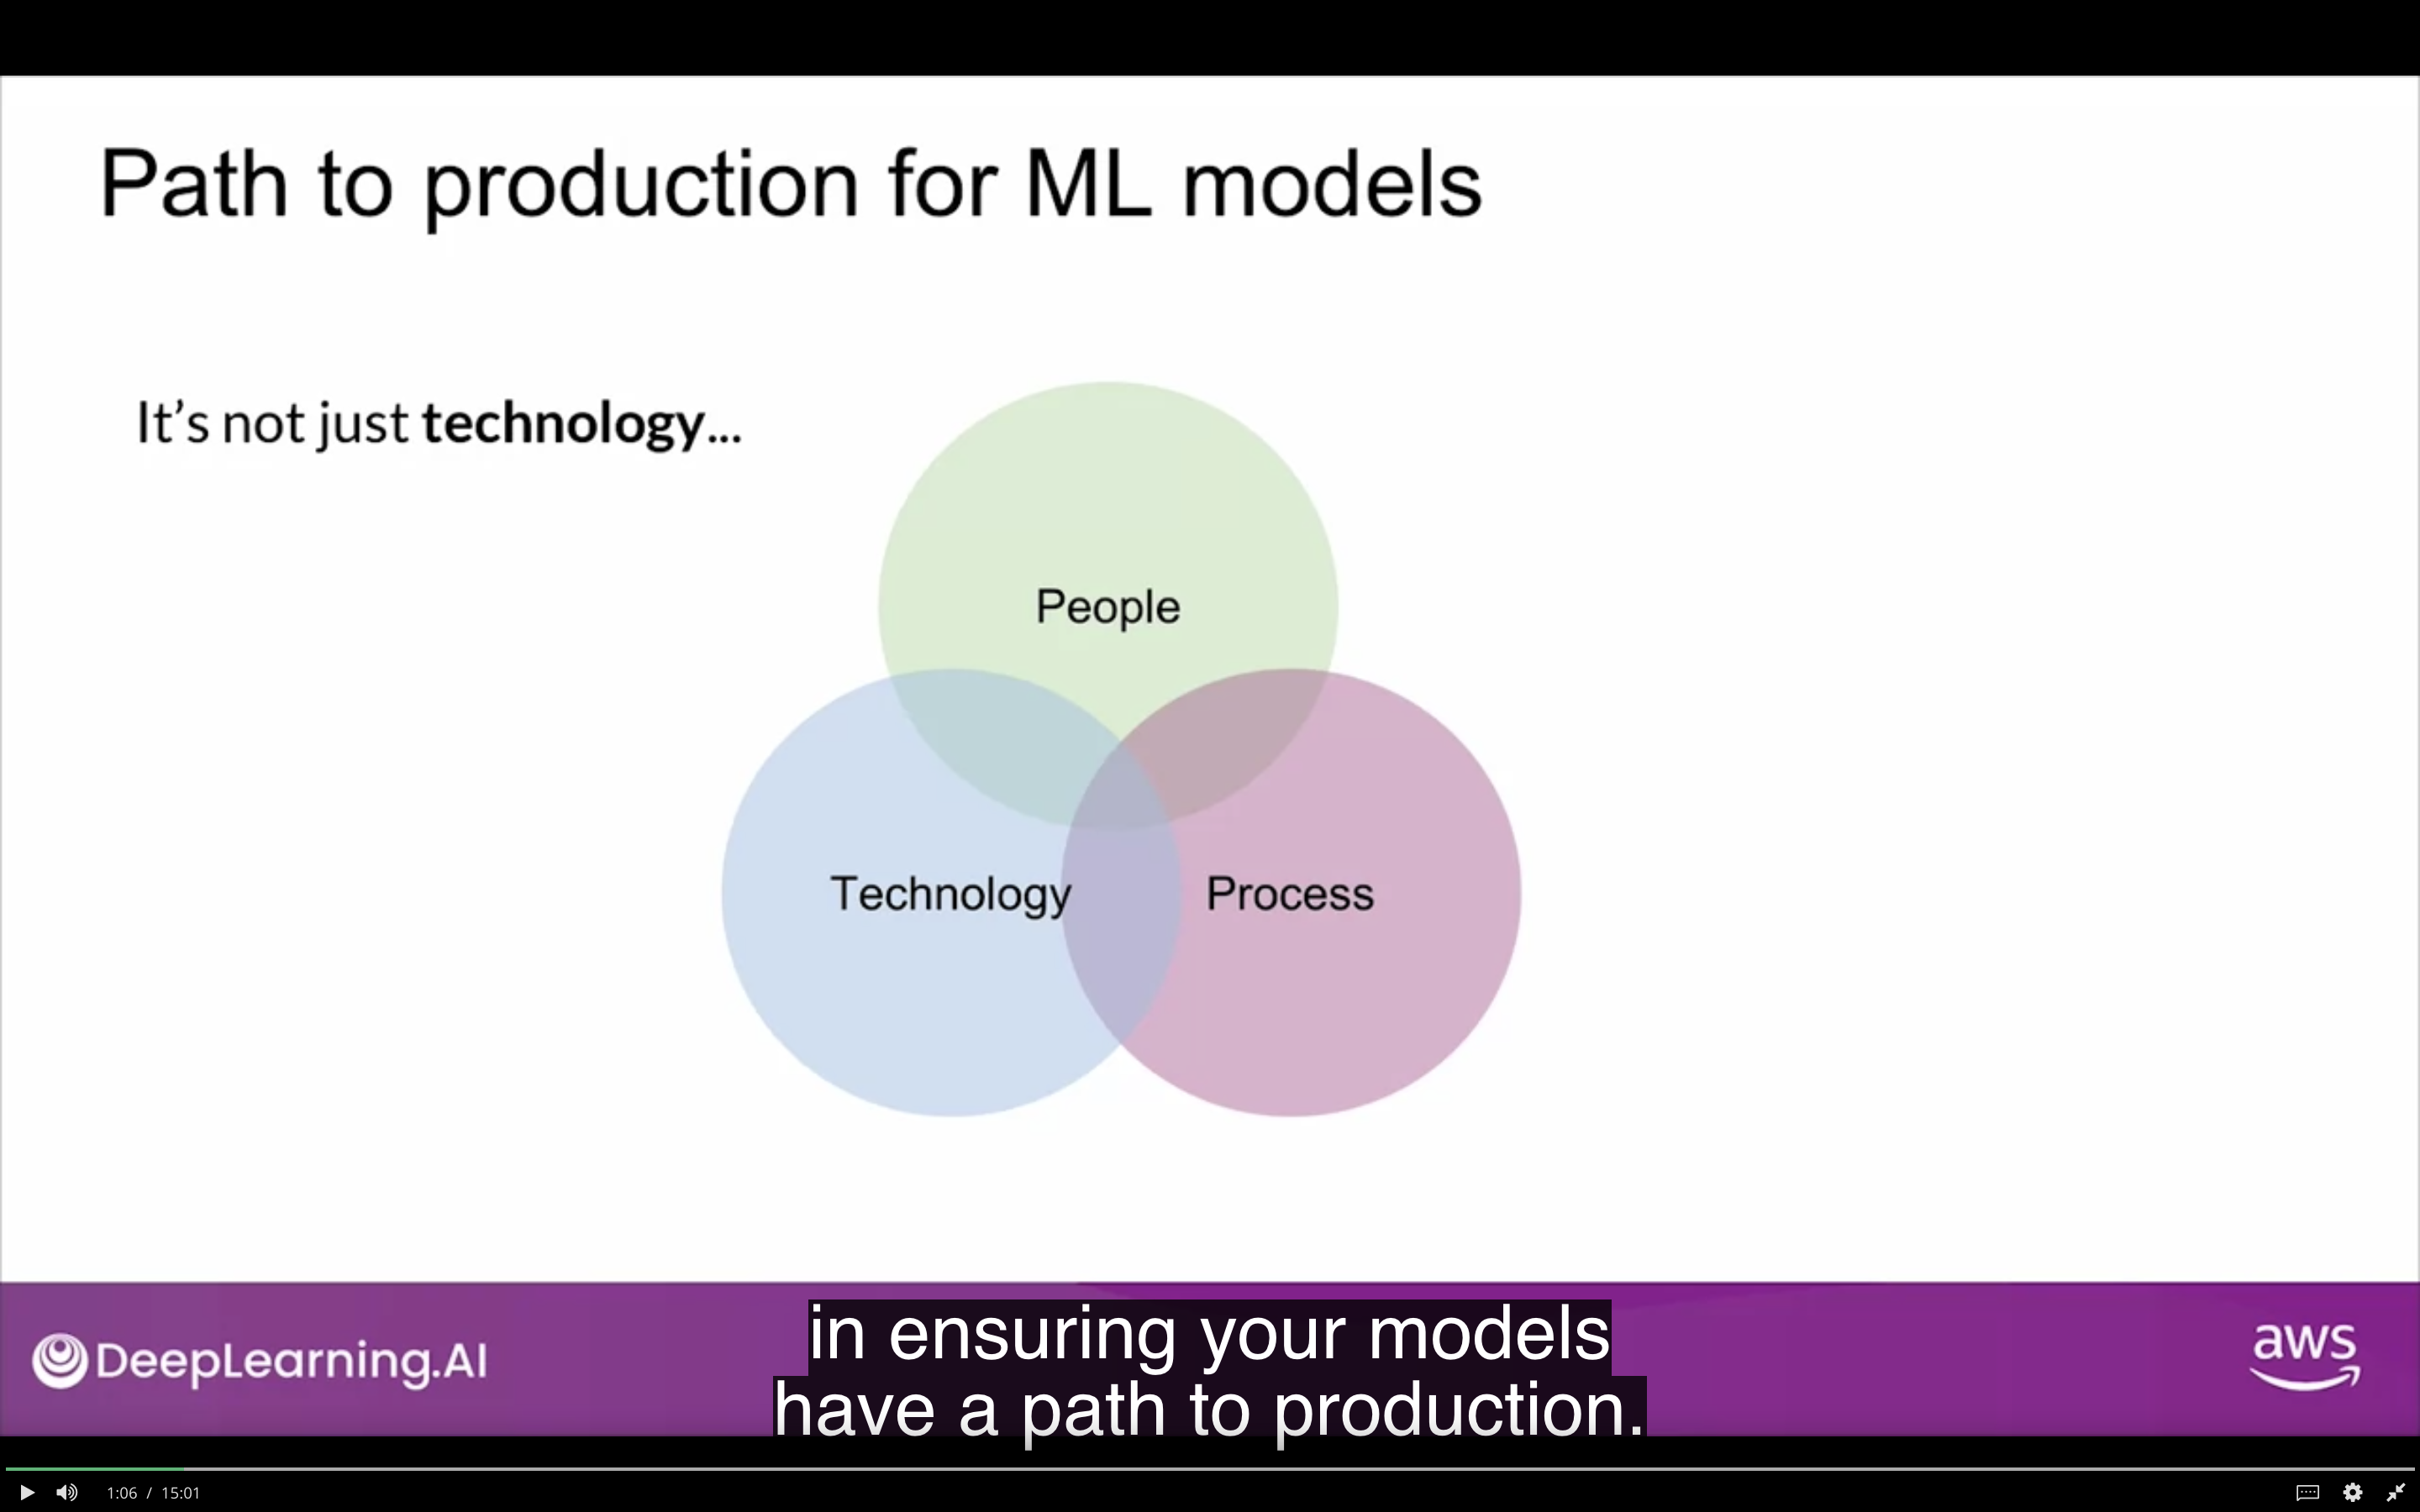 Path to production for ML models
It's not just technology...
People
Technology
Process
DeepLearning.AI
aws
in ensuring your models
have a path to production.
1:06 / 15:01